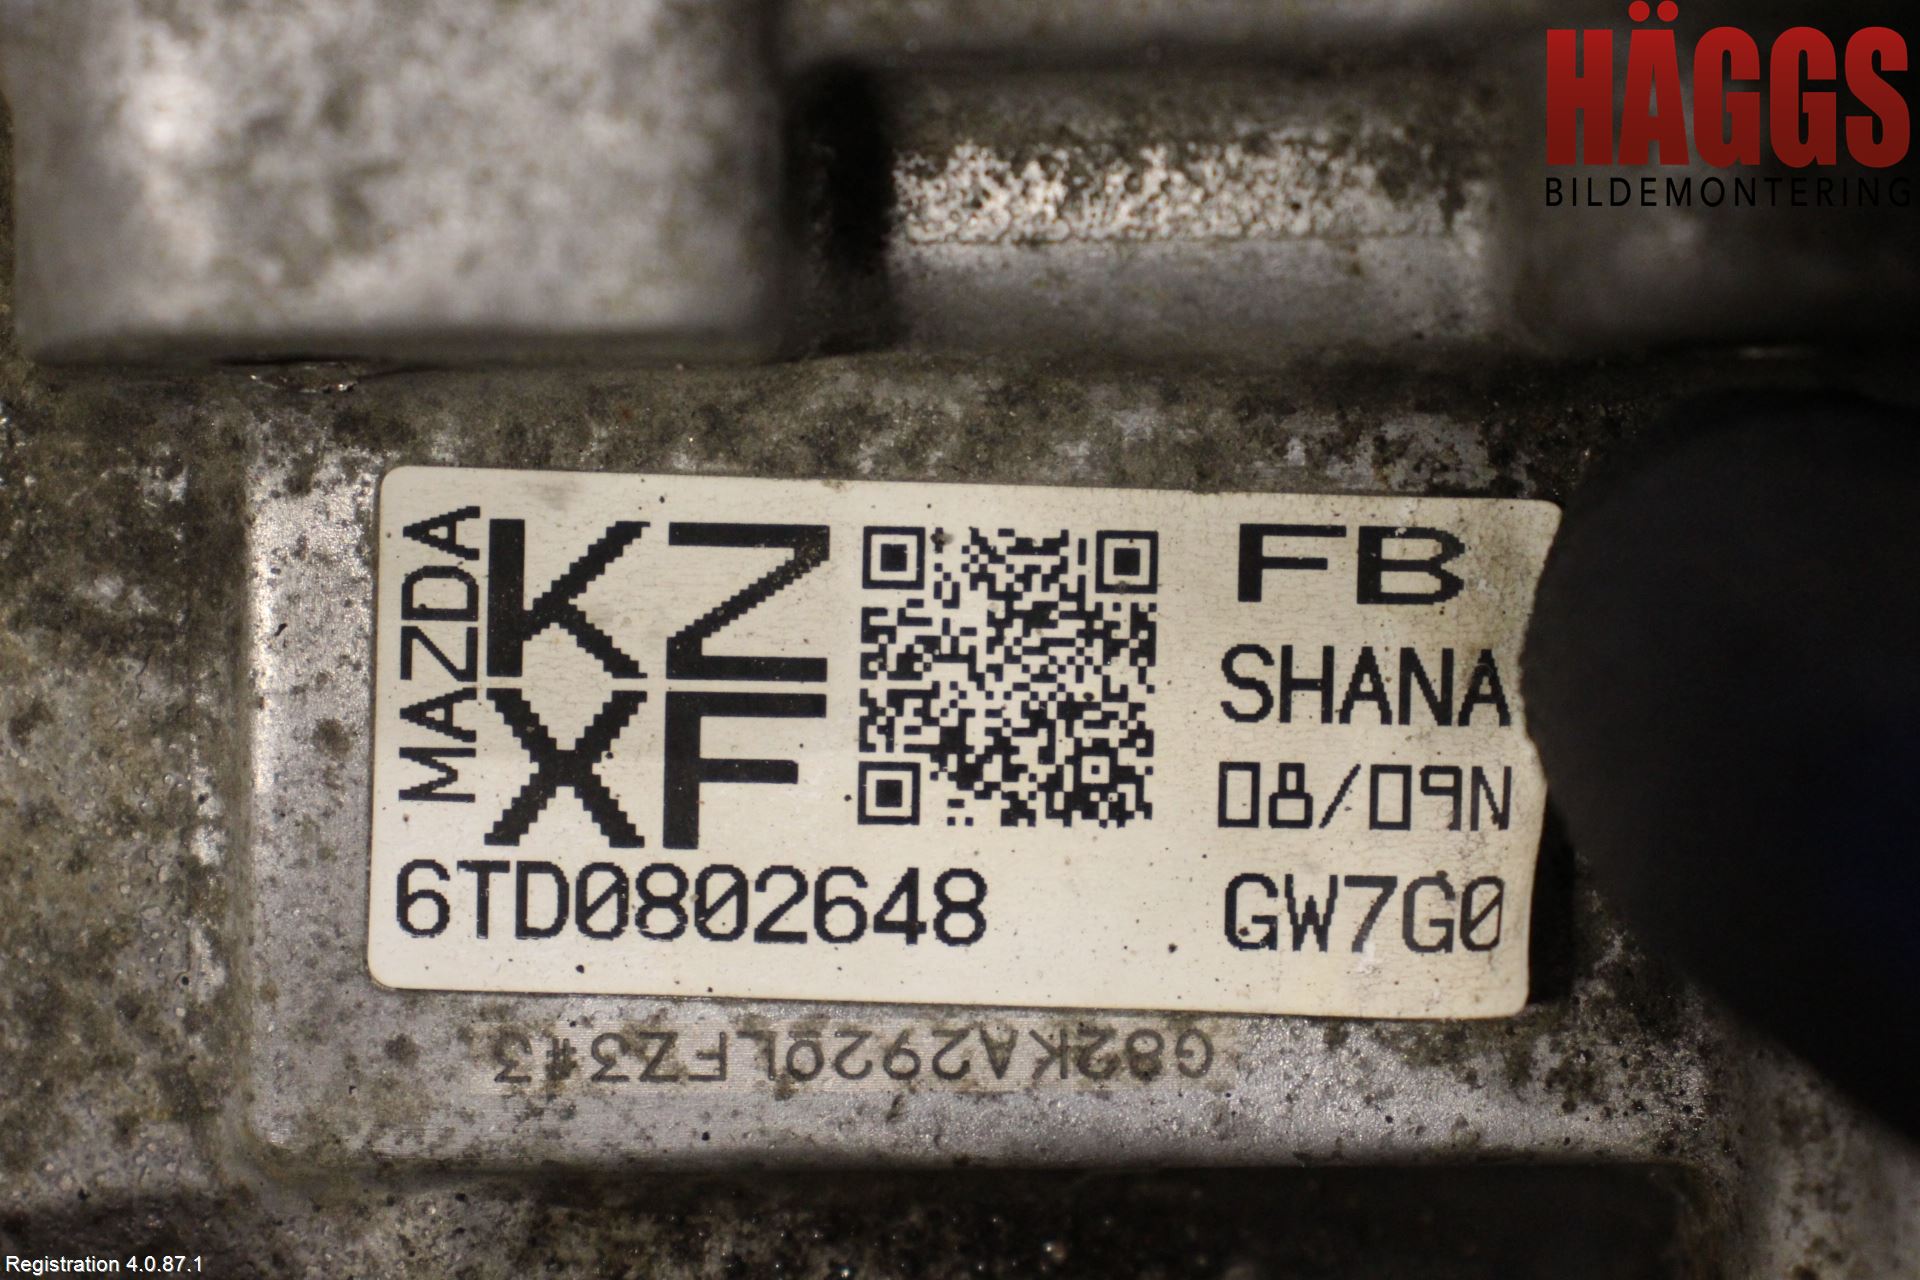 HÄGGS
BILDEMONTERING
MAZDA
KZ
XF
FB
SHANA
08/09N
6TD0802648
GW7G0
G82KA2920LFZ3#3
Registration 4.0.87.1